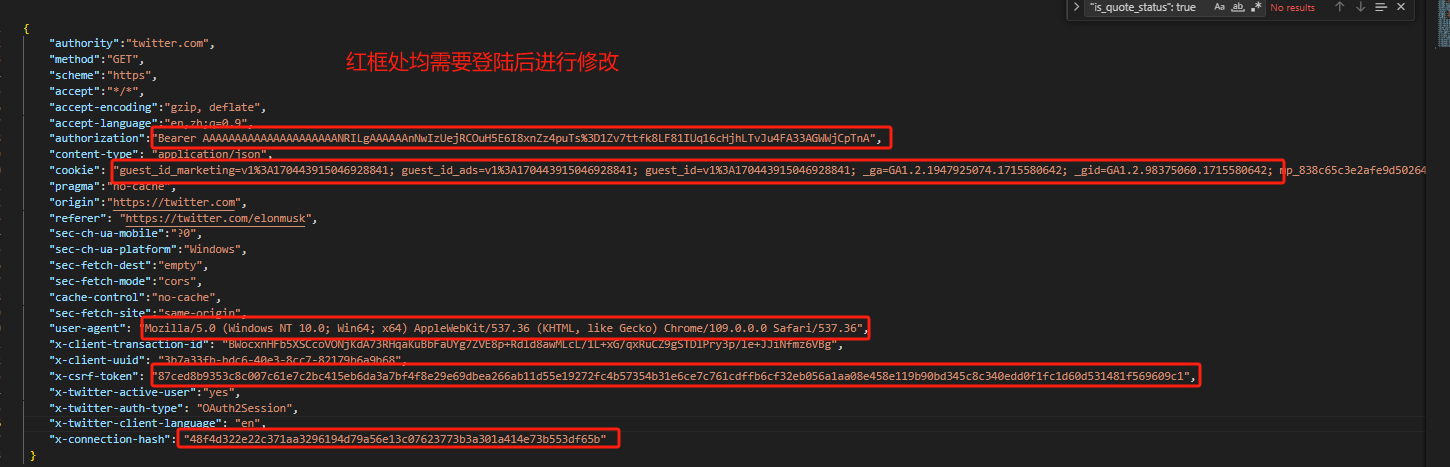 "is_quote_status": true
Aa
ab
No results
{
"authority":"twitter.com",
红框处均需要登陆后进行修改
"method":"GET",
"scheme":"https",
"accept":"*/*",
"accept-encoding":"gzip, deflate",
"accept-language":"en,zh;q=0.9",
"authorization":"Bearer AAAAAAAAAAAAAAAAAAAAANRILgAAAAAAnNwIzUejRCOuH5E6I8xnZz4puTs%3D1Zv7ttfk8LF81IUq16cHjhLTvJu4FA33AGWWjCpTnA",
"content-type": "application/json",
"cookie":"guest_id_marketing=v1%3A170443915046928841; guest_id_ads=v1%3A170443915046928841; guest_id=v1%3A170443915046928841; _ga=GA1.2.1947925074.1715580642; _gid=GA1.2.98375060.1715580642; mp_838c65c3e2afe9d50264
"pragma":"no-cache",
"origin":"https://twitter.com",
"referer": "https://twitter.com/elonmusk",
"sec-ch-ua-mobile":"?0",
"sec-ch-ua-platform":"Windows",
"sec-fetch-dest":"empty",
"sec-fetch-mode":"cors",
"cache-control":"no-cache",
"sec-fetch-site":"same-origin",
"user-agent": "Mozilla/5.0 (Windows NT 10.0; Win64; x64) AppleWebKit/537.36 (KHTML, like Gecko) Chrome/109.0.0.0 Safari/537.36",
"x-client-transaction-id":
"x-client-uuid": "3b7a33fb-bdc6-40e3-8cc7-82179b6a9b68",
"x-csrf-token": "87ced8b9353c8c007c61e7c2bc415eb6da3a7bf4f8e29e69dbea266ab11d55e19272fc4b57354b31e6ce7c761cdffb6cf32eb056a1aa08e458e119b90bd345c8c340edd0f1fc1d60d531481f569609c1",
"x-twitter-active-user":"yes",
"x-twitter-auth-type": "OAuth2Session",
"x-twitter-client-language": "en",
"x-connection-hash": "48f4d322e22c371aa3296194d79a56e13c07623773b3a301a414e73b553df65b"
}